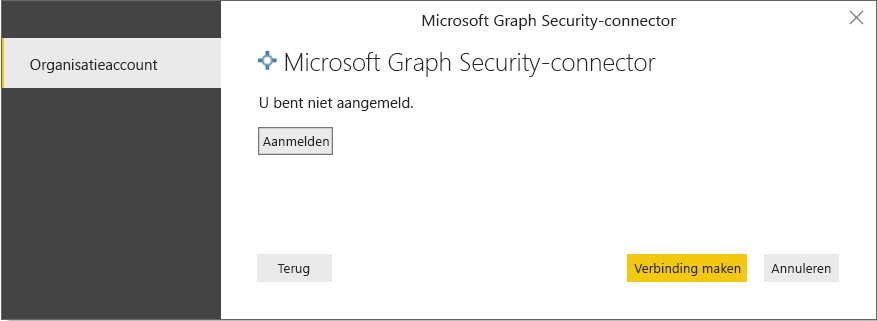 Microsoft Graph Security-connector
Organisatieaccount
Microsoft Graph Security-connector
U bent niet aangemeld.
Aanmelden
Terug
Verbinding maken
Annuleren